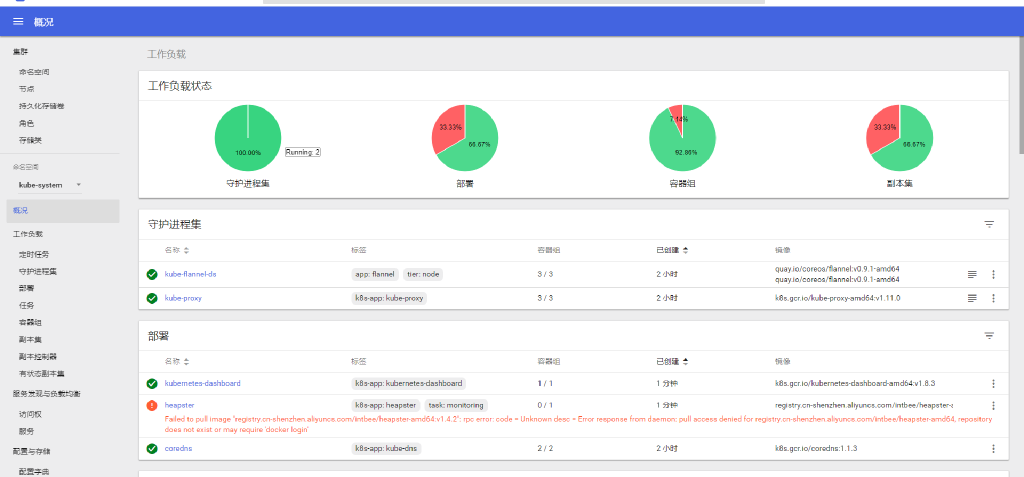 概况
集群
命名空间
节点
持久化存储卷
角色
存储类
命名空间
kube-system
概况
工作负载
定时任务
守护进程集
部署
任务
容器组
副本集
副本控制器
有状态副本集
服务发现与负载均衡
访问权
服务
配置与存储
配置字典
工作负载
工作负载状态
100.00%
Running: 2
守护进程集
33.33%
66.67%
部署
7.14%
92.86%
容器组
33.33%
66.67%
副本集
守护进程集
名称 标签 容器组 已创建 镜像
kube-flannel-ds app: flannel tier: node 3 / 3 2 小时 quay.io/coreos/flannel:v0.9.1-amd64
quay.io/coreos/flannel:v0.9.1-amd64
kube-proxy k8s-app: kube-proxy 3 / 3 2 小时 k8s.gcr.io/kube-proxy-amd64:v1.11.0
部署
名称 标签 容器组 已创建 镜像
kubernetes-dashboard k8s-app: kubernetes-dashboard 1 / 1 1 分钟 k8s.gcr.io/kubernetes-dashboard-amd64:v1.8.3
heapster k8s-app: heapster task: monitoring 0 / 1 1 分钟 registry.cn-shenzhen.aliyuncs.com/intbee/heapster-a
Failed to pull image "registry.cn-shenzhen.aliyuncs.com/intbee/heapster-amd64:v1.4.2": rpc error: code = Unknown desc = Error response from daemon: pull access denied for registry.cn-shenzhen.aliyuncs.com/intbee/heapster-amd64, repository
does not exist or may require 'docker login'
coredns k8s-app: kube-dns 2 / 2 2 小时 k8s.gcr.io/coredns:1.1.3